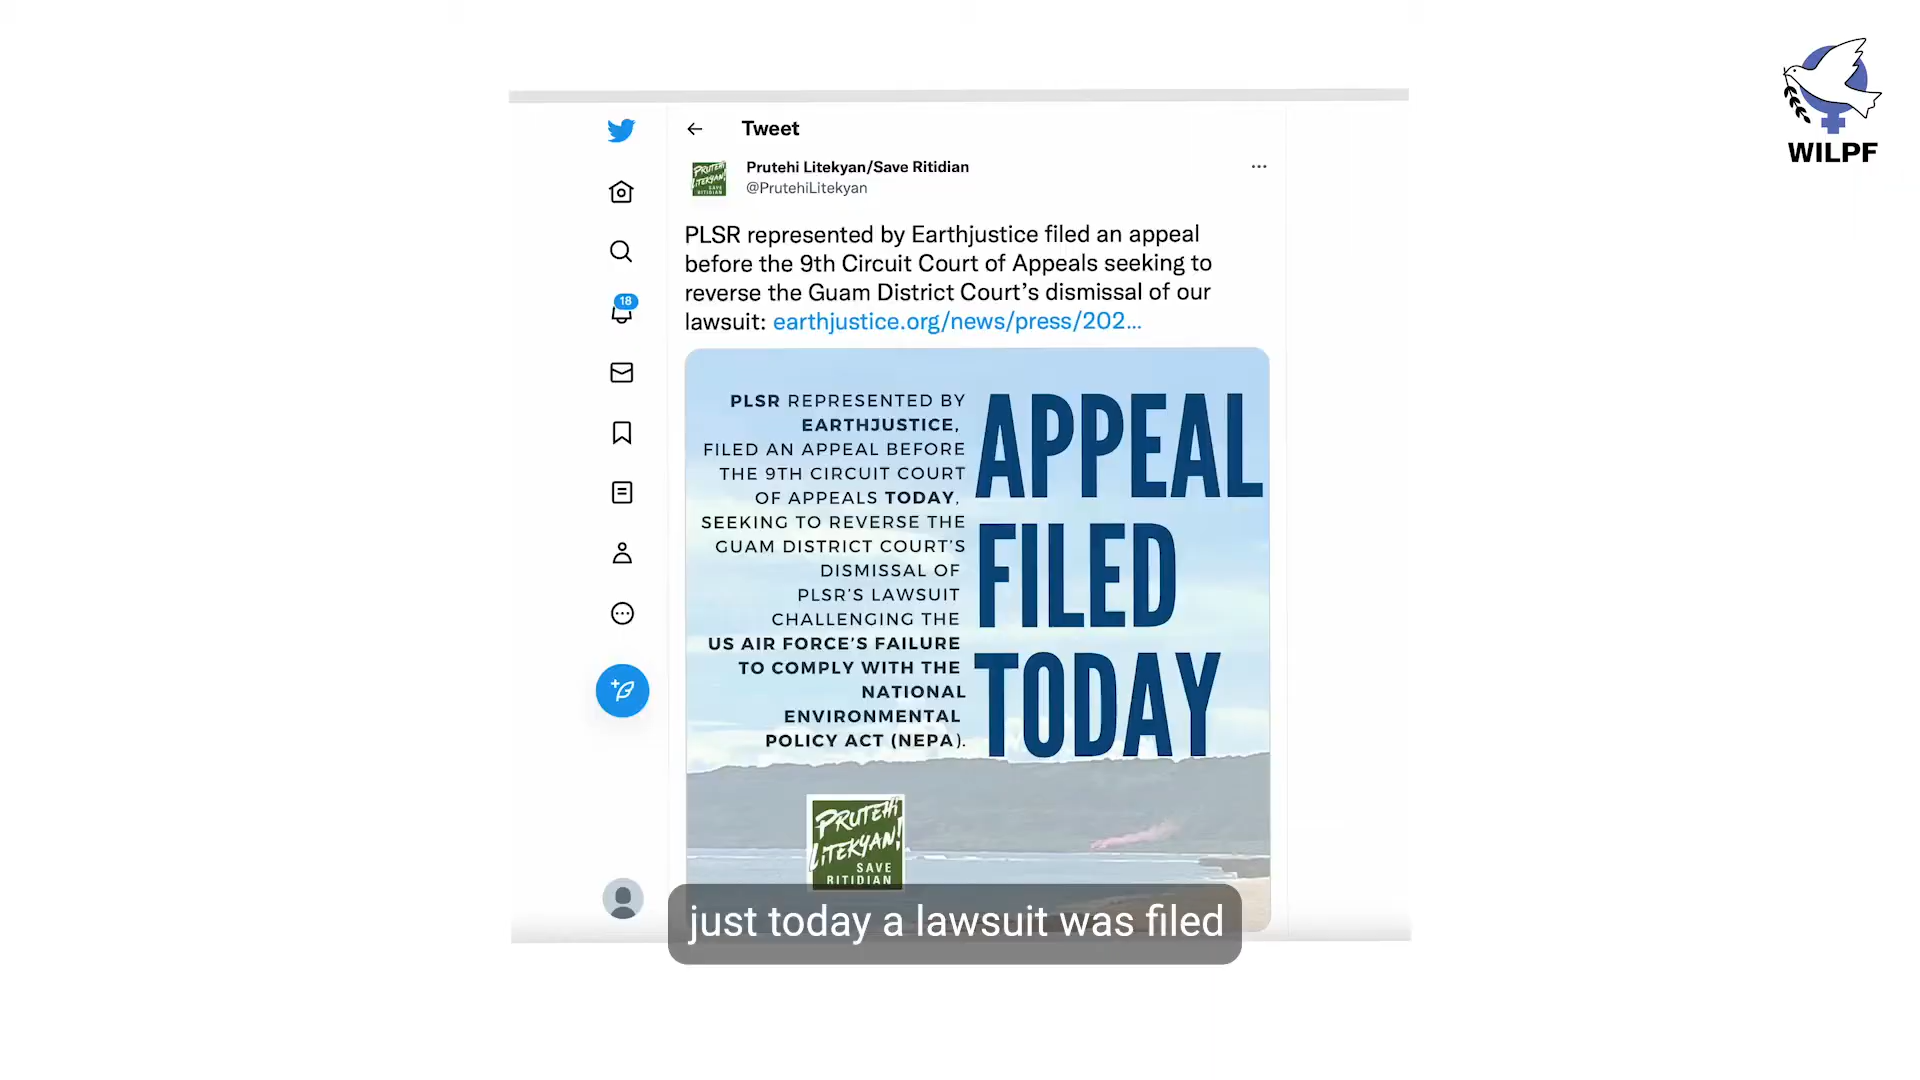 WILPF
Tweet
Prutehi Litekyan/Save Ritidian
@PrutehiLitekyan
18
PLSR represented by Earthjustice filed an appeal
before the 9th Circuit Court of Appeals seeking to
reverse the Guam District Court’s dismissal of our
lawsuit: earthjustice.org/news/press/202...
PLSR REPRESENTED BY
EARTHJUSTICE,
FILED AN APPEAL BEFORE
THE 9TH CIRCUIT COURT
OF APPEALS TODAY,
SEEKING TO REVERSE THE
GUAM DISTRICT COURT’S
DISMISSAL OF
PLSR’S LAWSUIT
CHALLENGING THE
US AIR FORCE’S FAILURE
TO COMPLY WITH THE
NATIONAL
ENVIRONMENTAL
POLICY ACT (NEPA).
APPEAL
FILED
TODAY
PRUTEHI
LITEKYAN!
SAVE
RITIDIAN
just today a lawsuit was filed